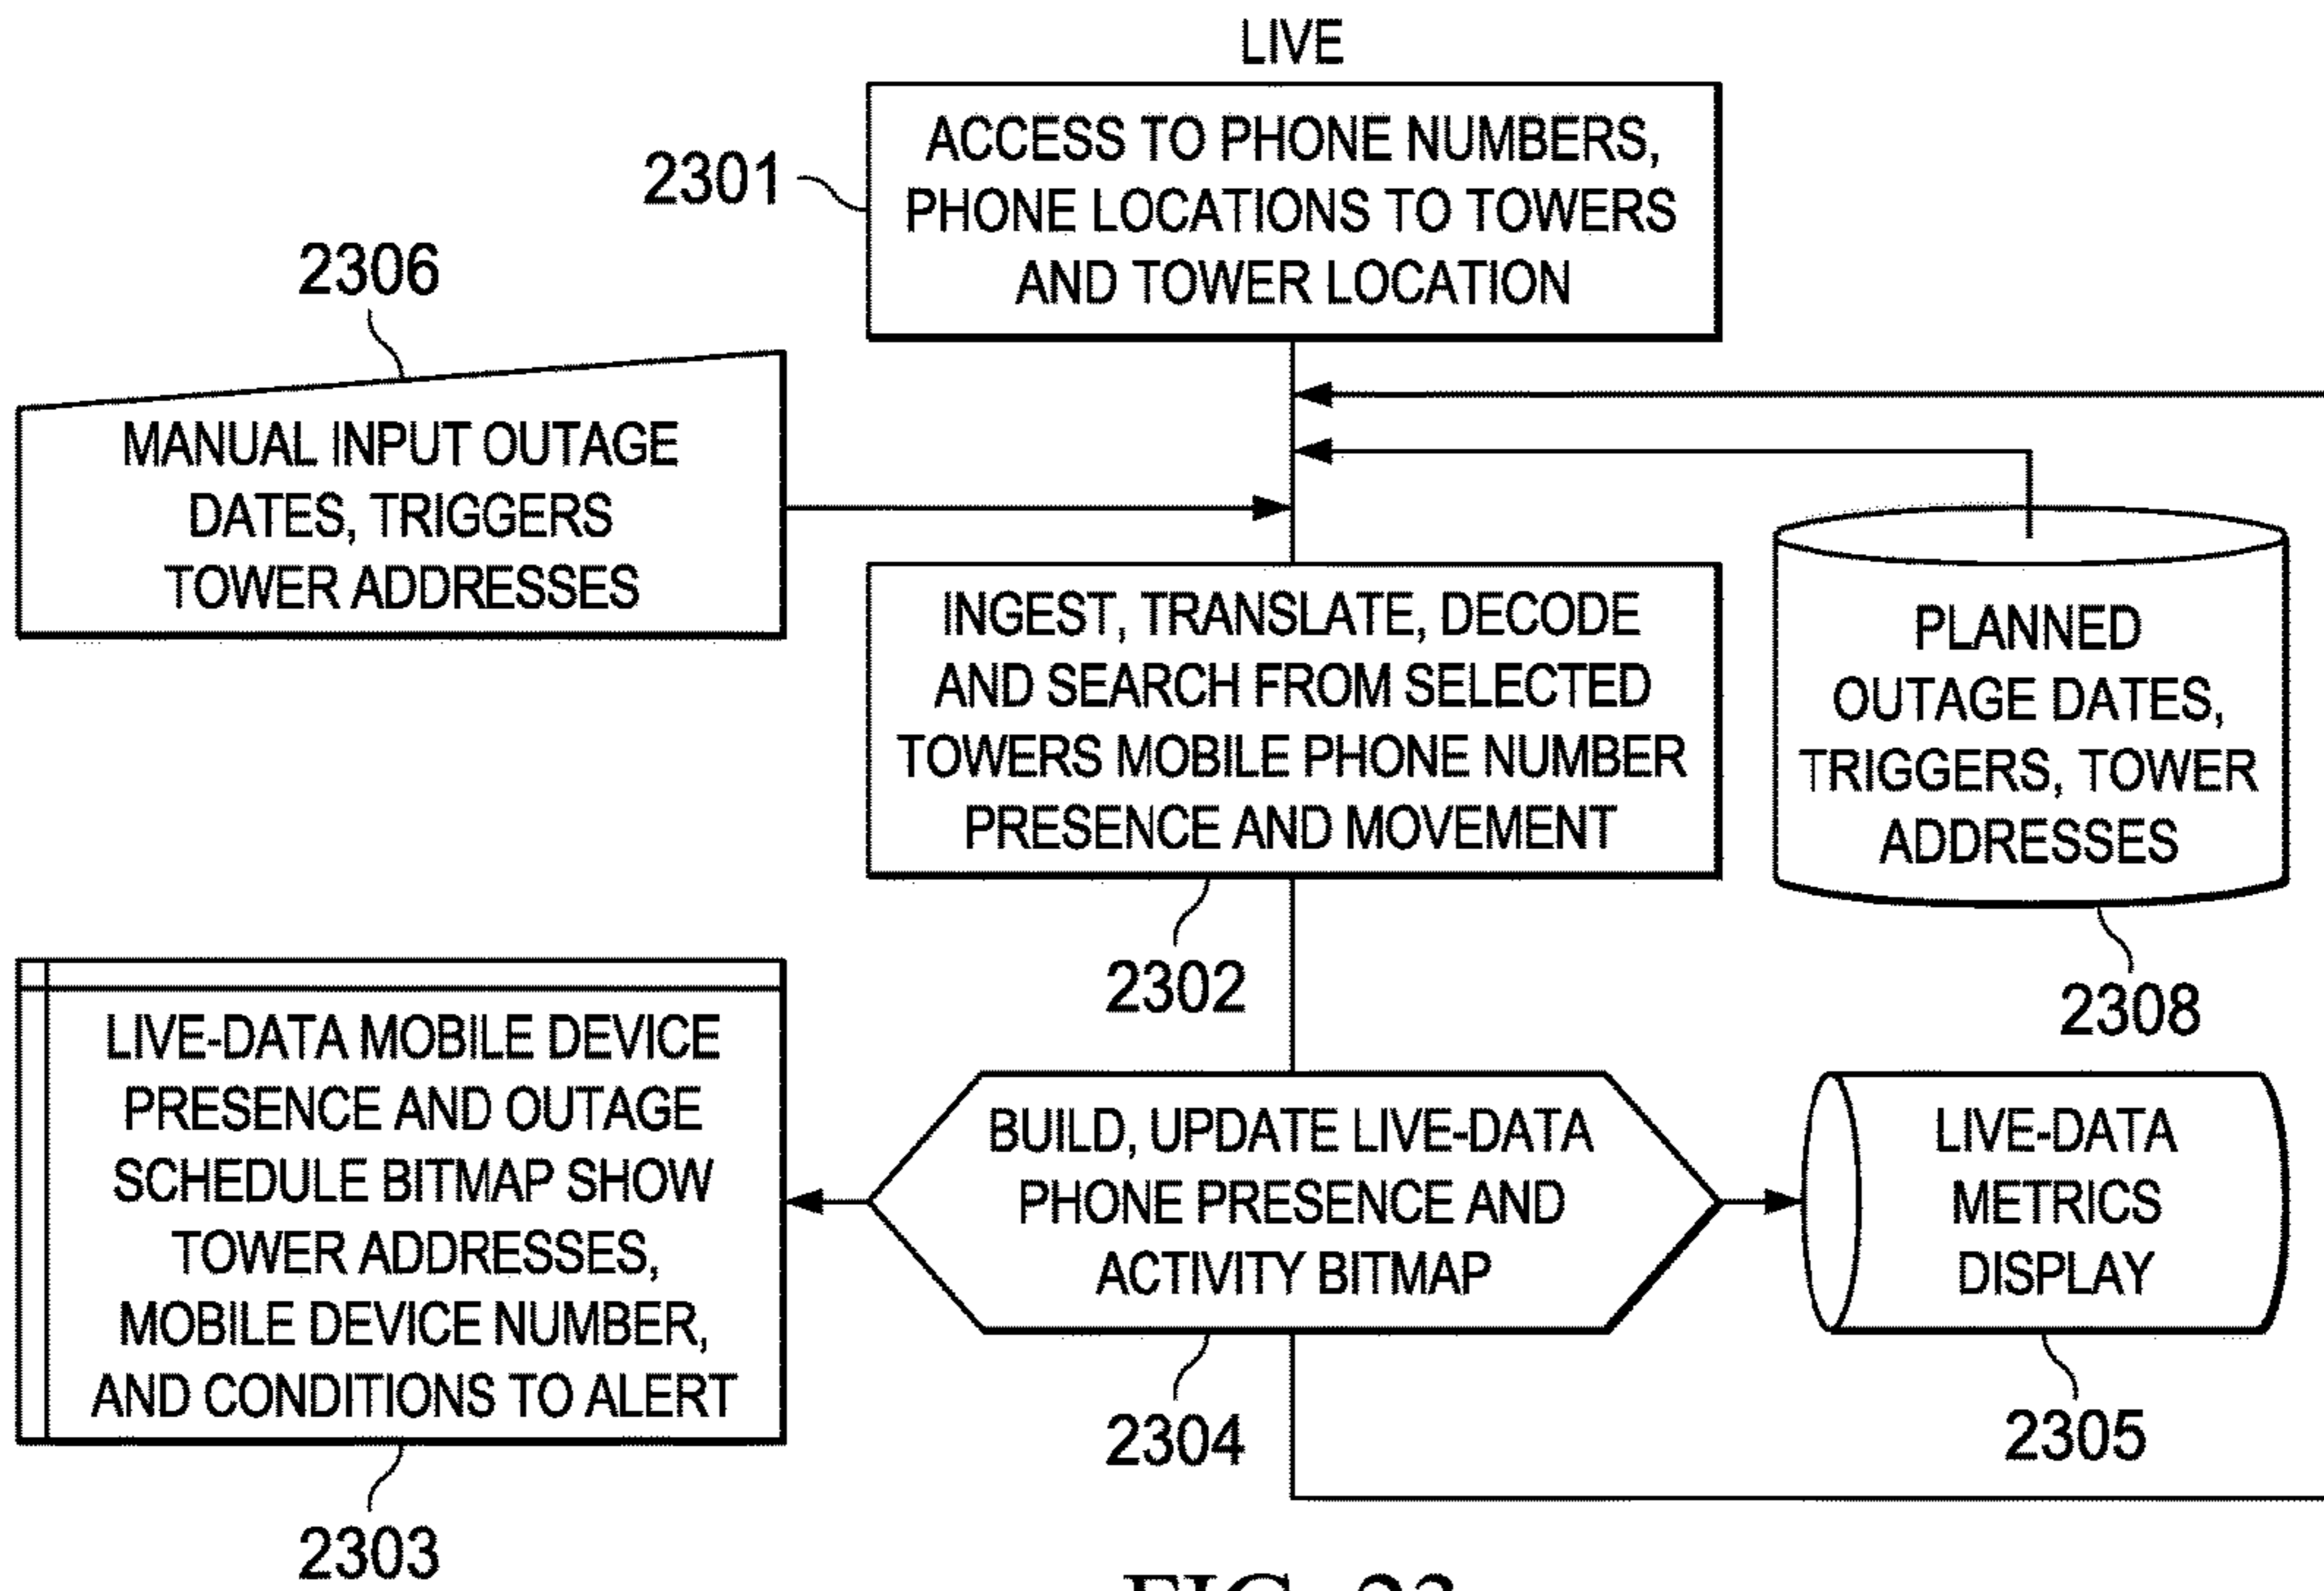 LIVE
ACCESS TO PHONE NUMBERS,
PHONE LOCATIONS TO TOWERS
AND TOWER LOCATION
2301
2306
MANUAL INPUT OUTAGE
DATES, TRIGGERS
TOWER ADDRESSES
INGEST, TRANSLATE, DECODE
AND SEARCH FROM SELECTED
TOWERS MOBILE PHONE NUMBER
PRESENCE AND MOVEMENT
2302
PLANNED
OUTAGE DATES,
TRIGGERS, TOWER
ADDRESSES
2308
LIVE-DATA MOBILE DEVICE
PRESENCE AND OUTAGE
SCHEDULE BITMAP SHOW
TOWER ADDRESSES,
MOBILE DEVICE NUMBER,
AND CONDITIONS TO ALERT
2303
BUILD, UPDATE LIVE-DATA
PHONE PRESENCE AND
ACTIVITY BITMAP
2304
LIVE-DATA
METRICS
DISPLAY
2305
FIG. 23